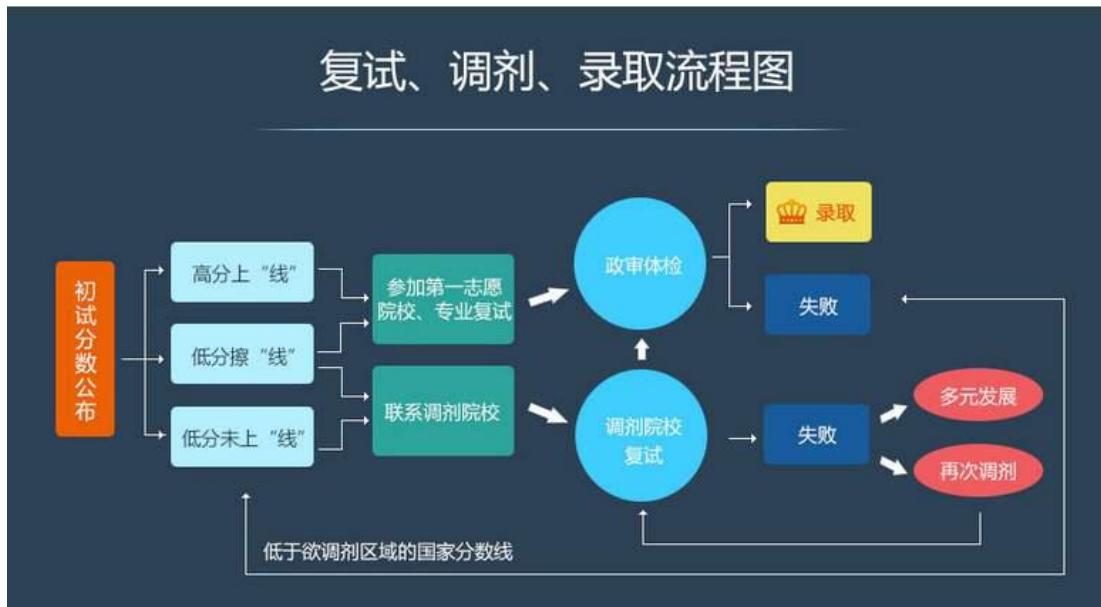 复试、调剂、录取流程图
初试分数公布
高分上“线”
低分擦“线”
低分未上“线”
参加第一志愿
院校、专业复试
联系调剂院校
政审体检
调剂院校
复试
录取
失败
失败
多元发展
再次调剂
低于欲调剂区域的国家分数线